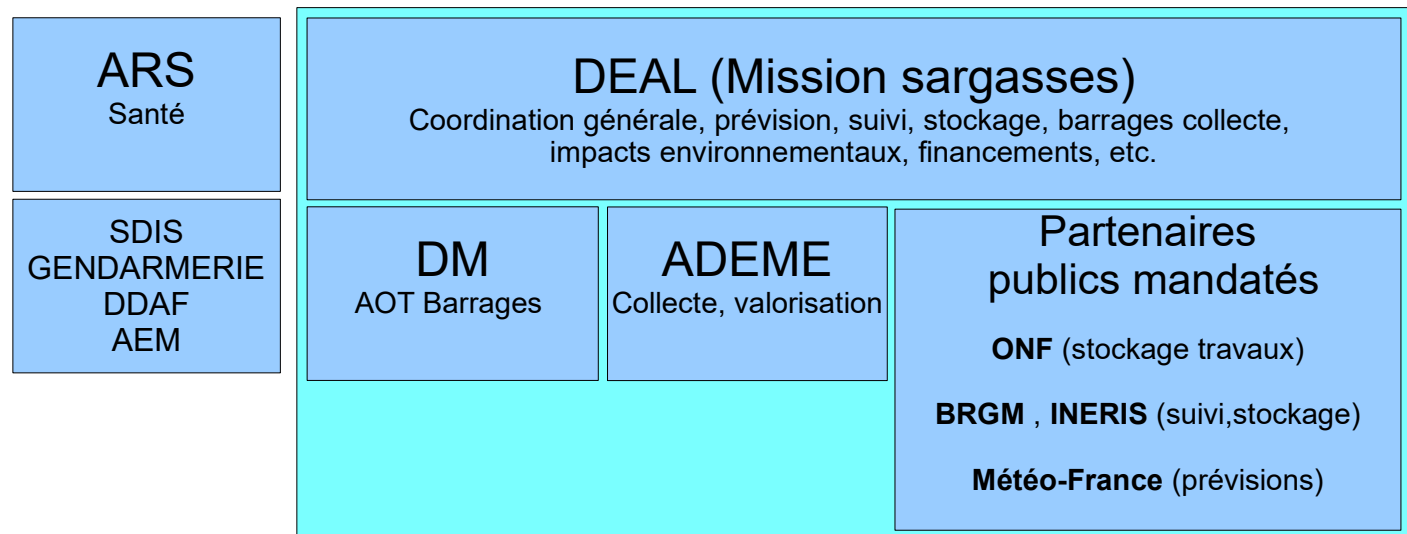 ARS
Santé
DEAL (Mission sargasses)
Coordination générale, prévision, suivi, stockage, barrages collecte,
impacts environnementaux, financements, etc.
SDIS
GENDARMERIE
DDAF
AEM
DM
AOT Barrages
ADEME
Collecte, valorisation
Partenaires
publics mandatés
ONF (stockage travaux)
BRGM , INERIS (suivi,stockage)
Météo-France (prévisions)